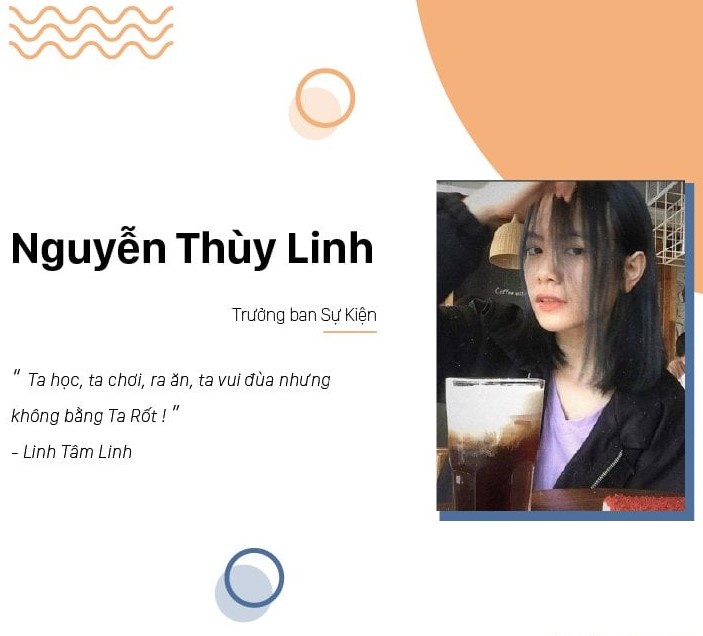 Nguyễn Thùy Linh
Trưởng ban Sự Kiện
" Ta học, ta chơi, ra ăn, ta vui đùa nhưng
không bằng Ta Rốt ! "
- Linh Tâm Linh
Coffee